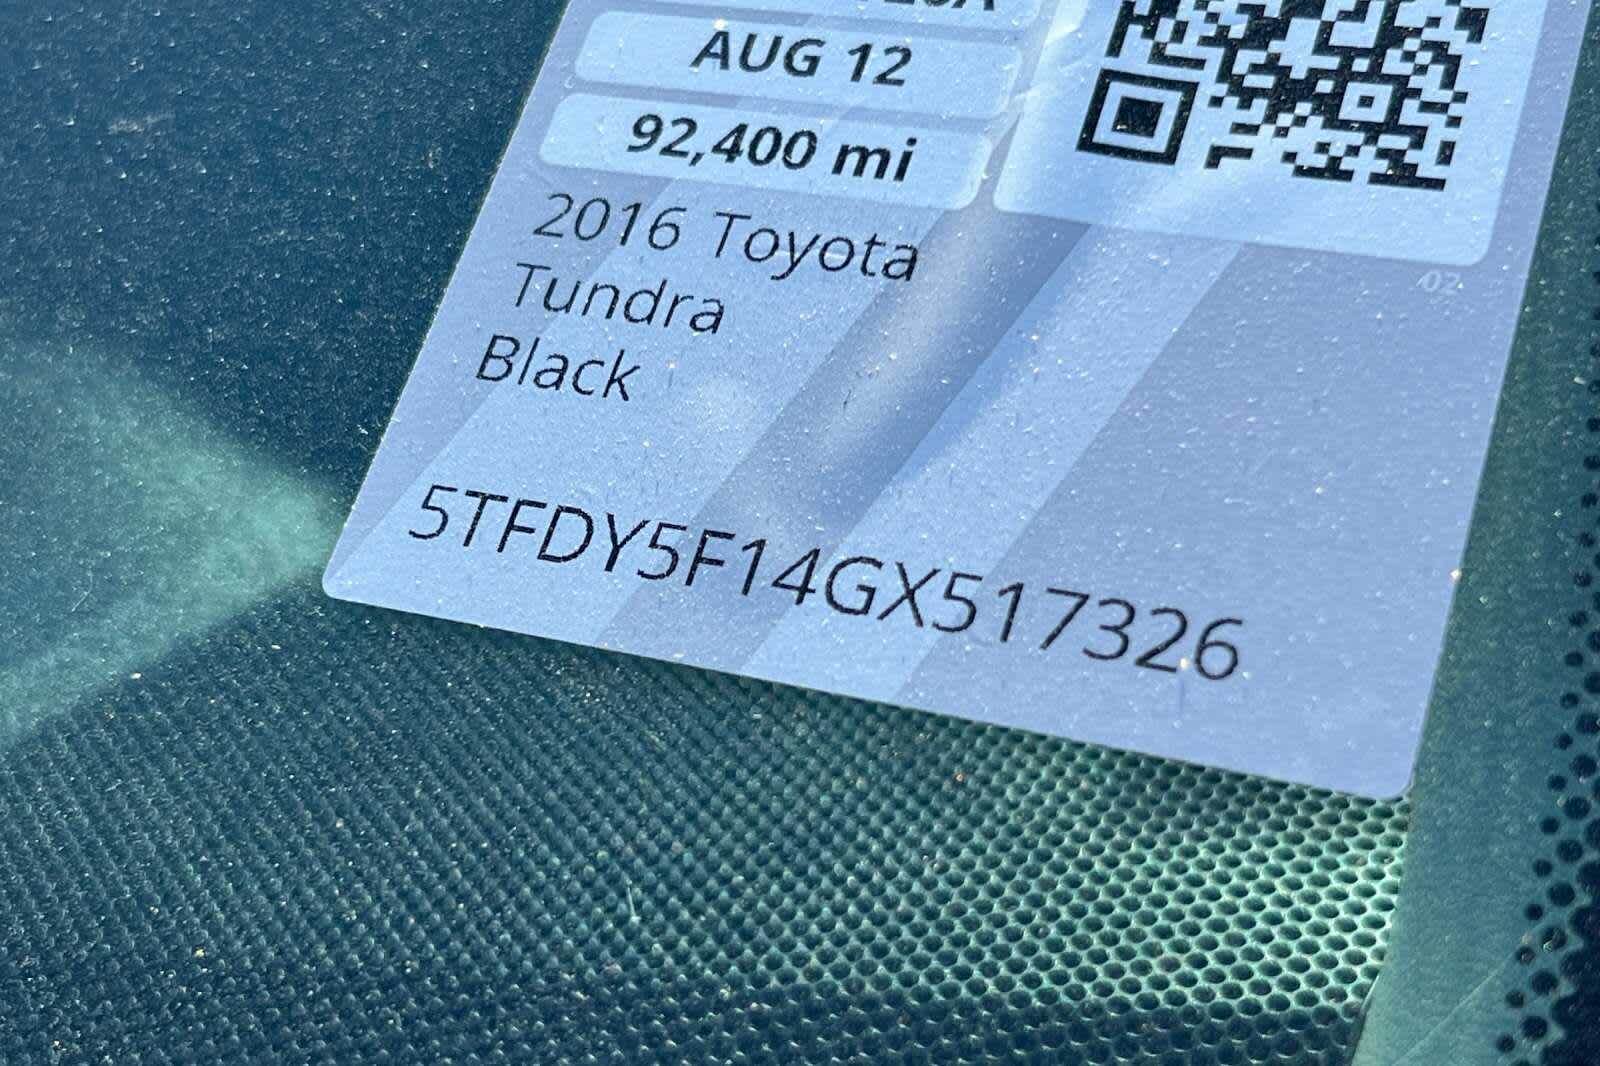 AUG 12
92,400 mi
2016 Toyota
Tundra
Black
02
5TFDY5F14GX517326